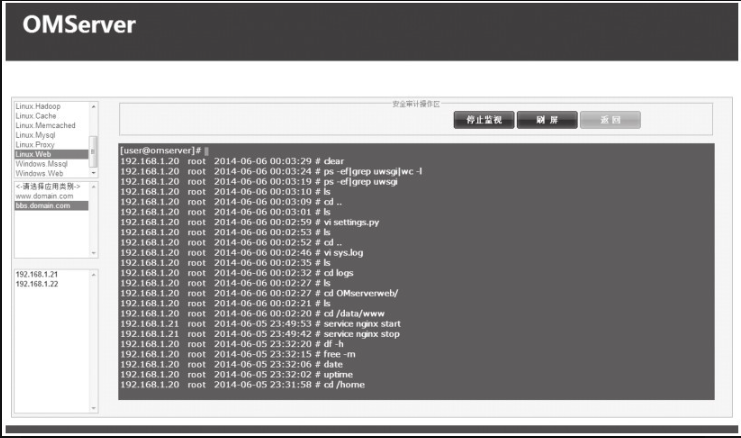 OMServer
Linux.Hadoop
Linux.Cache
Linux.Memcached
Linux.Mysql
Linux.Proxy
Linux.Web
Windows.Mssql
Windows.Web
<-请选择应用类别->
www.domain.com
bbs.domain.com
192.168.1.21
192.168.1.22
安全审计操作区
停止监视 刷 屏 返 回
[user@omserver]#
192.168.1.20 root 2014-06-06 00:03:29 # clear
192.168.1.20 root 2014-06-06 00:03:24 # ps -ef|grep uwsgi|wc -l
192.168.1.20 root 2014-06-06 00:03:19 # ps -ef|grep uwsgi
192.168.1.20 root 2014-06-06 00:03:10 # ls
192.168.1.20 root 2014-06-06 00:03:09 # cd ..
192.168.1.20 root 2014-06-06 00:03:01 # ls
192.168.1.20 root 2014-06-06 00:02:59 # vi settings.py
192.168.1.20 root 2014-06-06 00:02:53 # ls
192.168.1.20 root 2014-06-06 00:02:52 # cd ..
192.168.1.20 root 2014-06-06 00:02:46 # vi sys.log
192.168.1.20 root 2014-06-06 00:02:35 # ls
192.168.1.20 root 2014-06-06 00:02:32 # cd logs
192.168.1.20 root 2014-06-06 00:02:27 # ls
192.168.1.20 root 2014-06-06 00:02:27 # cd OMserverweb/
192.168.1.20 root 2014-06-06 00:02:21 # ls
192.168.1.20 root 2014-06-06 00:02:20 # cd /data/www
192.168.1.21 root 2014-06-05 23:49:53 # service nginx start
192.168.1.21 root 2014-06-05 23:49:42 # service nginx stop
192.168.1.20 root 2014-06-05 23:32:20 # df -h
192.168.1.20 root 2014-06-05 23:32:15 # free -m
192.168.1.20 root 2014-06-05 23:32:06 # date
192.168.1.20 root 2014-06-05 23:32:02 # uptime
192.168.1.20 root 2014-06-05 23:31:58 # cd /home